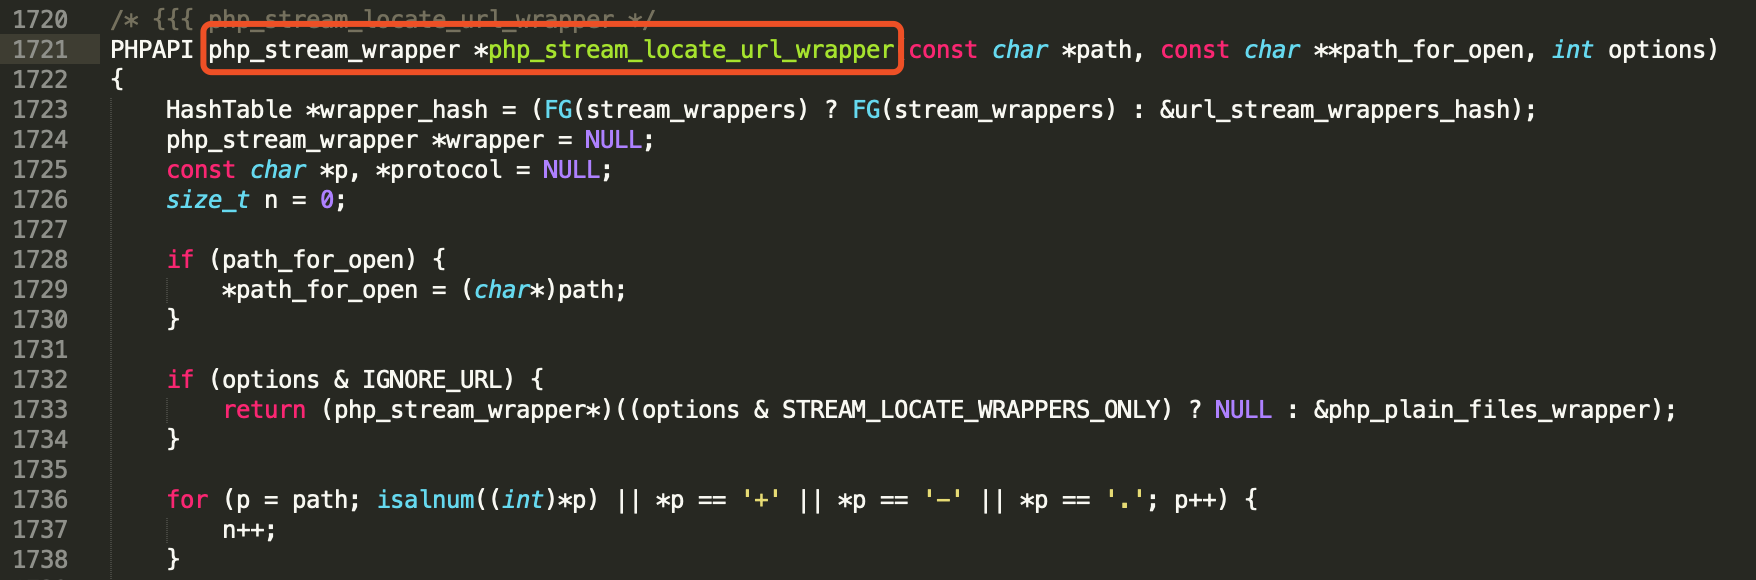 1720 /* {{{ php_stream_locate_url_wrapper */
1721 PHPAPI php_stream_wrapper *php_stream_locate_url_wrapper const char *path, const char **path_for_open, int options)
1722 {
1723 HashTable *wrapper_hash = (FG(stream_wrappers) ? FG(stream_wrappers) : &url_stream_wrappers_hash);
1724 php_stream_wrapper *wrapper = NULL;
1725 const char *p, *protocol = NULL;
1726 size_t n = 0;
1727
1728 if (path_for_open) {
1729 *path_for_open = (char*)path;
1730 }
1731
1732 if (options & IGNORE_URL) {
1733 return (php_stream_wrapper*)((options & STREAM_LOCATE_WRAPPERS_ONLY) ? NULL : &php_plain_files_wrapper);
1734 }
1735
1736 for (p = path; isalnum((int)*p) || *p == '+' || *p == '-' || *p == '.'; p++) {
1737 n++;
1738 }